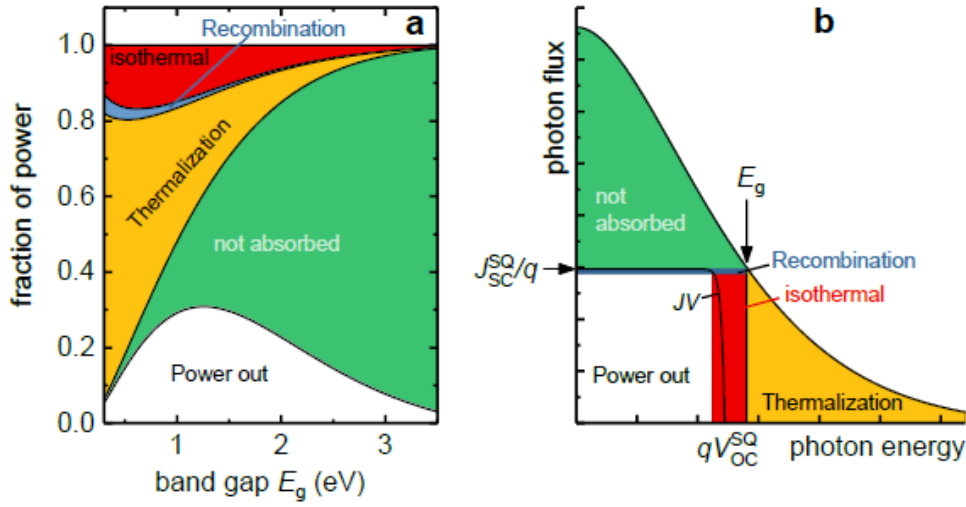 Recombination
a
isothermal
Thermalization
not absorbed
Power out
1.0
0.8
0.6
0.4
0.2
0.0
fraction of power
1 2 3
band gap Eg (eV)
b
photon flux
not
absorbed
Eg
JSCSQ/q
Recombination
isothermal
JV
Power out
Thermalization
qVOCSQ photon energy